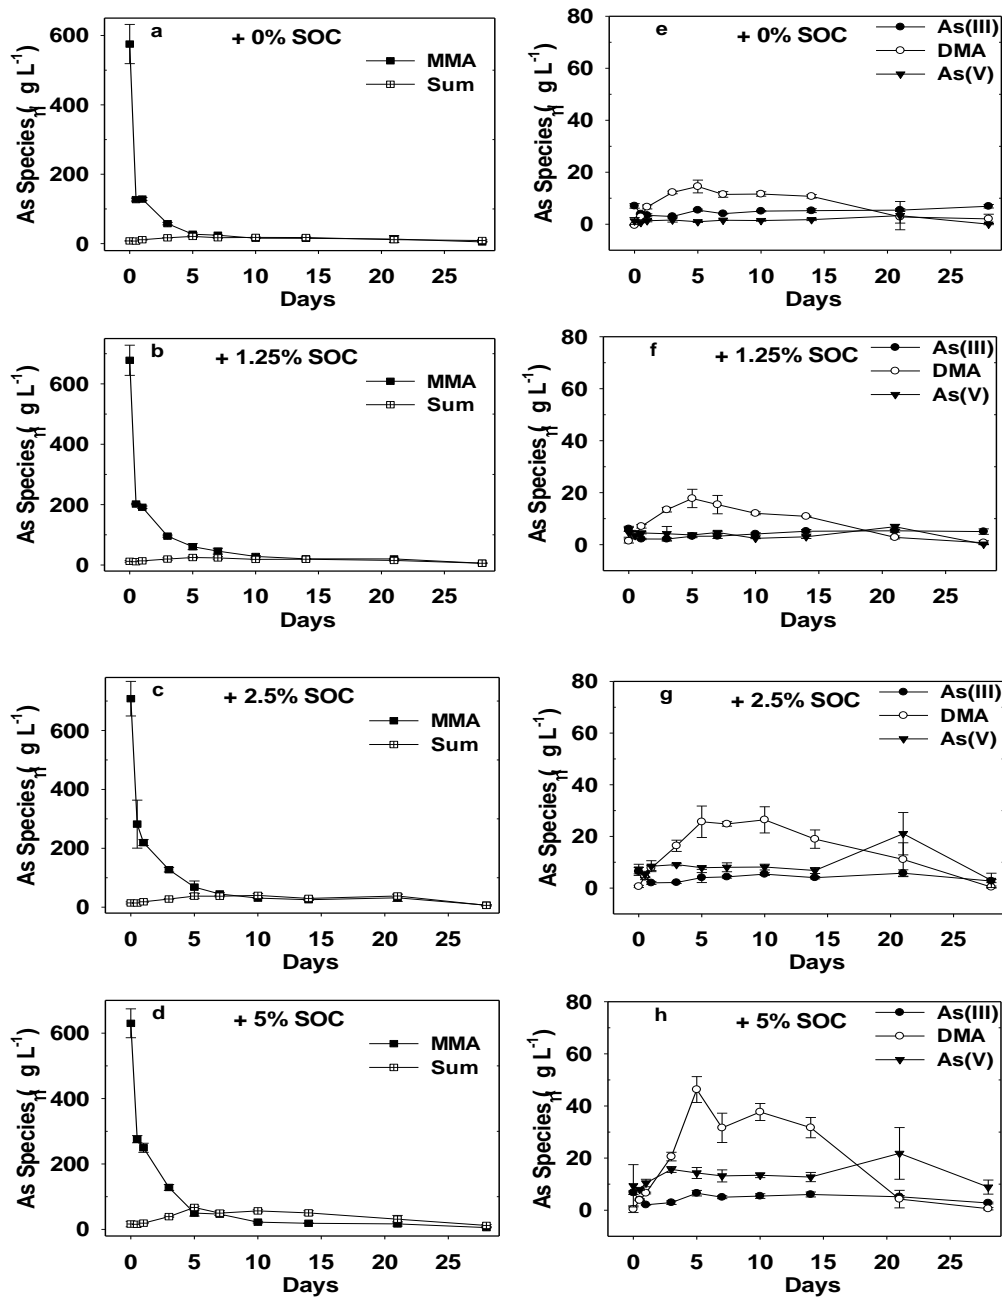 a
+ 0% SOC
MMA
Sum
As Species ( g L-1)
600
400
200
0
0 5 10 15 20 25
Days
e
+ 0% SOC
As(III)
DMA
As(V)
As Species ( g L-1)
80
60
40
20
0
0 5 10 15 20 25
Days
b
+ 1.25% SOC
MMA
Sum
As Species ( g L-1)
600
400
200
0
0 5 10 15 20 25
Days
f
+ 1.25% SOC
As(III)
DMA
As(V)
As Species ( g L-1)
80
60
40
20
0
0 5 10 15 20 25
Days
c
+ 2.5% SOC
MMA
Sum
As Species ( g L-1)
600
400
200
0
0 5 10 15 20 25
Days
g
+ 2.5% SOC
As(III)
DMA
As(V)
As Species ( g L-1)
80
60
40
20
0
0 5 10 15 20 25
Days
d
+ 5% SOC
MMA
Sum
As Species ( g L-1)
600
400
200
0
0 5 10 15 20 25
Days
h
+ 5% SOC
As(III)
DMA
As(V)
As Species ( g L-1)
80
60
40
20
0
0 5 10 15 20 25
Days